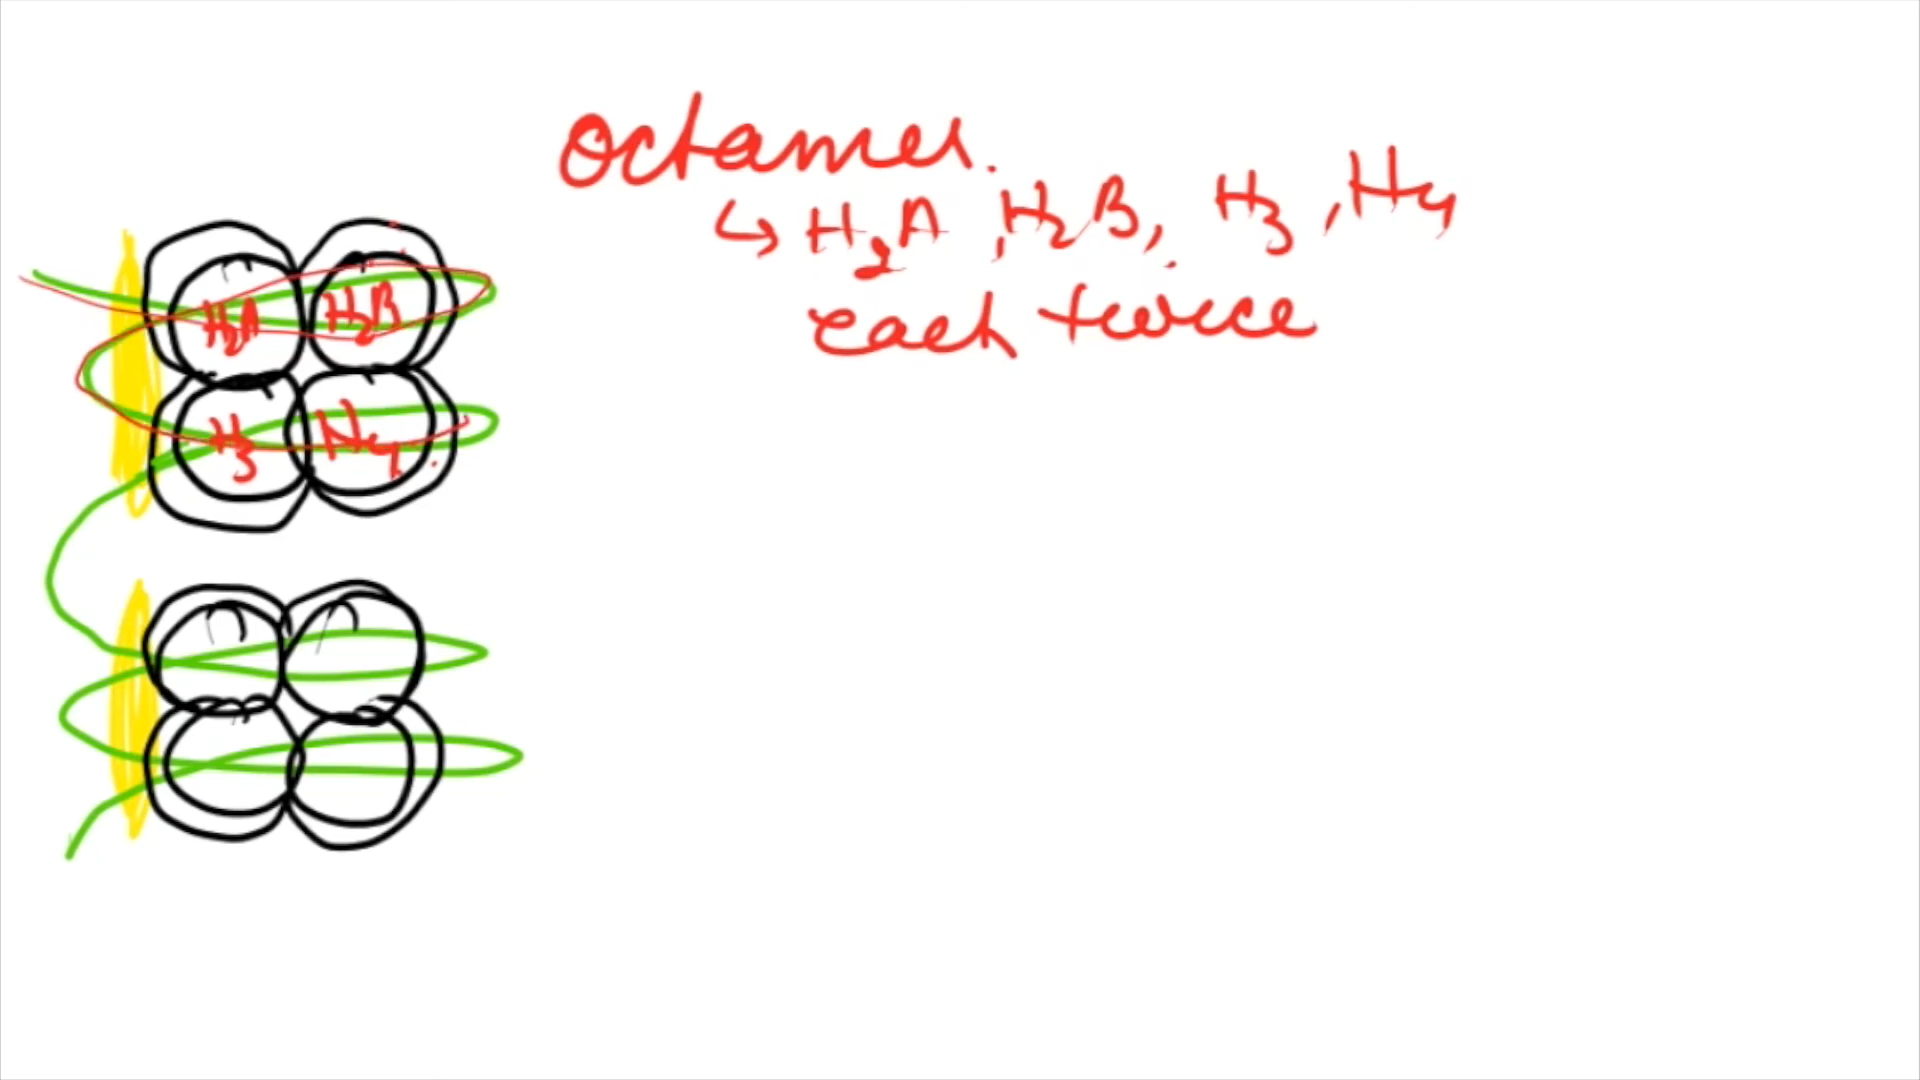 Octamer.
↳ H2A, H2B, H3, H4
each twice
H2A H2B
H3 H4